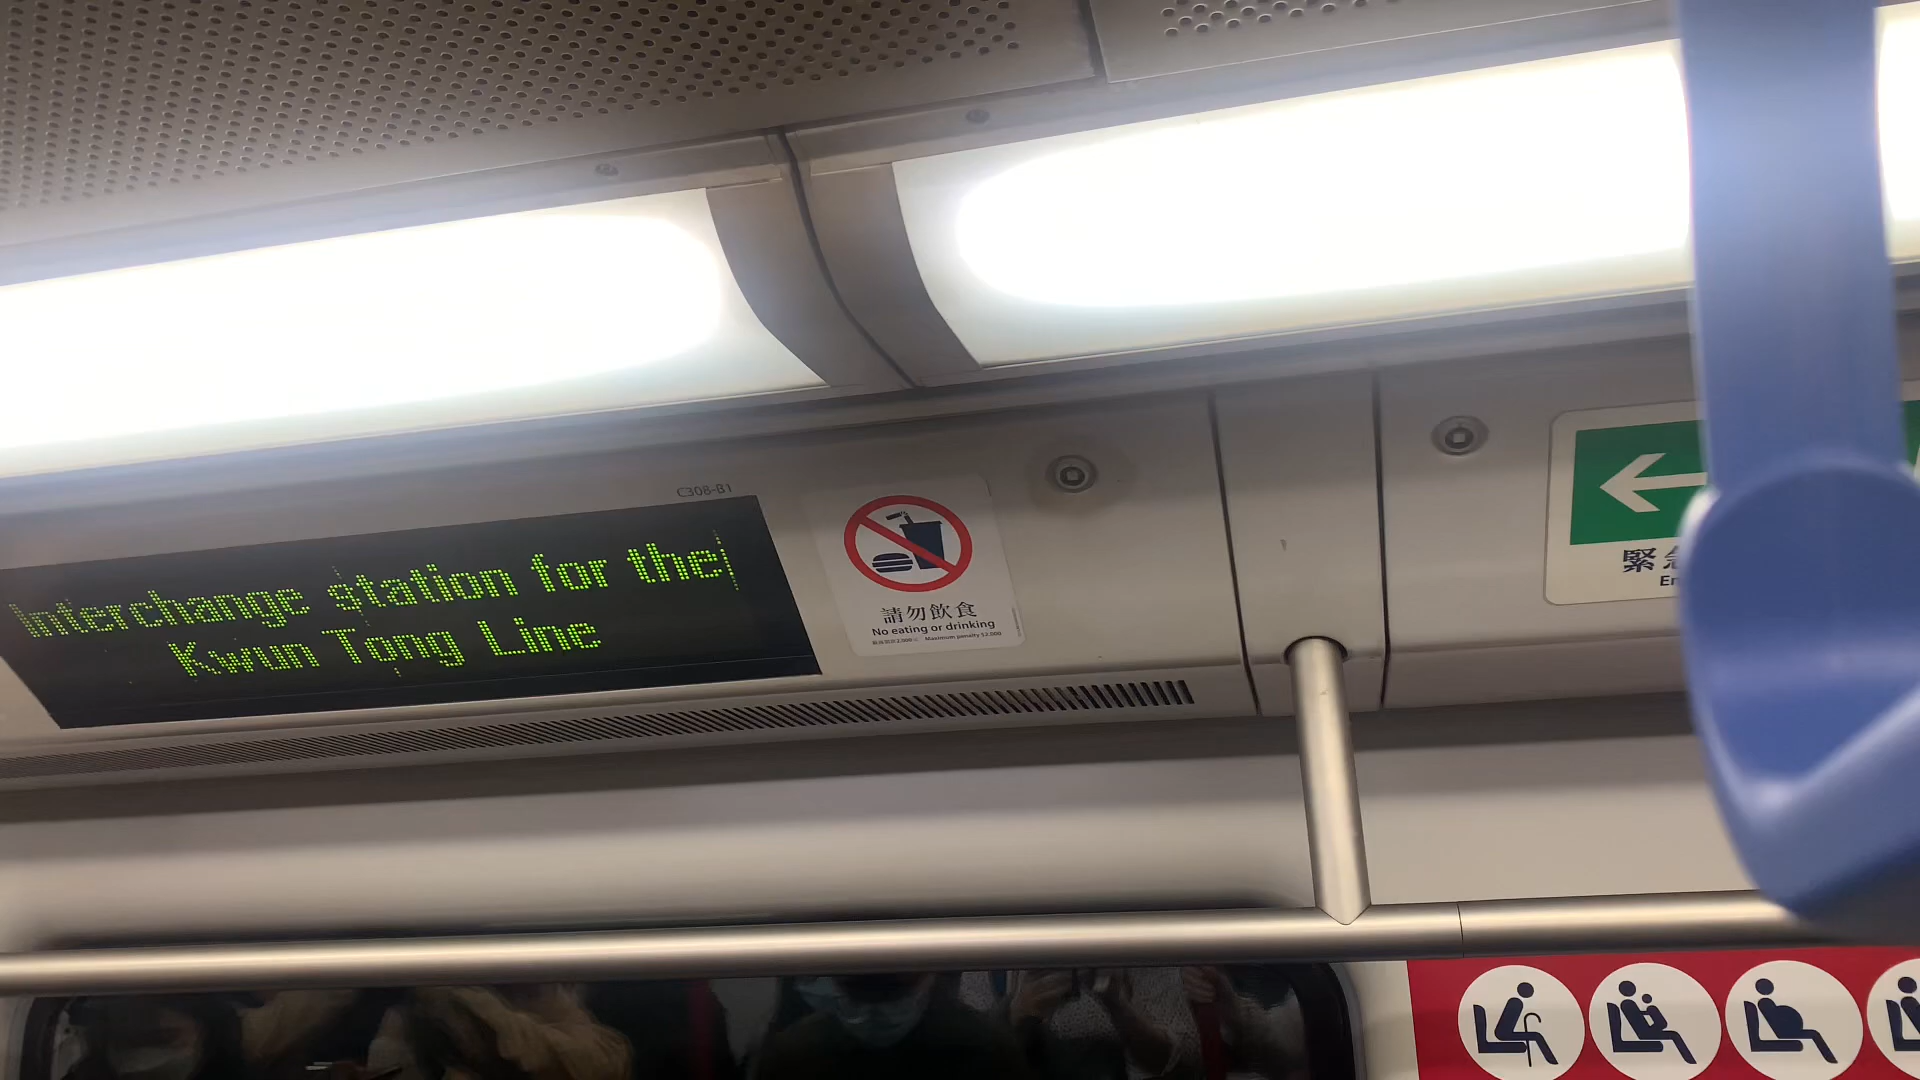 C308-B1
Interchange station for the
Kwun Tong Line
請勿飲食
No eating or drinking
Maximum penalty $2,000
緊